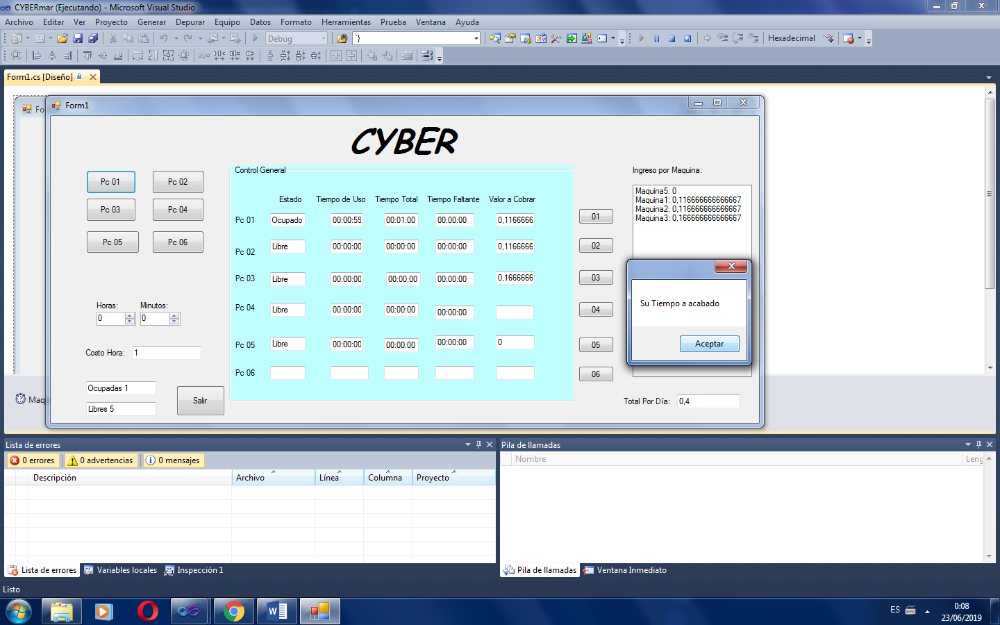 CYBERmar (Ejecutando) - Microsoft Visual Studio
Archivo Editar Ver Proyecto Generar Depurar Equipo Datos Formato Herramientas Prueba Ventana Ayuda
Debug ´} Hexadecimal
Form1.cs [Diseño]
Fo
Form1
CYBER
Pc 01 Pc 02
Pc 03 Pc 04
Pc 05 Pc 06
Horas: Minutos:
0 0
Costo Hora: 1
Ocupadas 1
Libres 5
Salir
Control General
Estado Tiempo de Uso Tiempo Total Tiempo Faltante Valor a Cobrar
Pc 01 Ocupado 00:00:59 00:01:00 00:00:00 0,1166666 01
Pc 02 Libre 00:00:00 00:00:00 00:00:00 0,1166666 02
Pc 03 Libre 00:00:00 00:00:00 00:00:00 0,1666666 03
Pc 04 Libre 00:00:00 00:00:00 00:00:00 04
Pc 05 Libre 00:00:00 00:00:00 00:00:00 0 05
Pc 06 06
Ingreso por Maquina:
Maquina5: 0
Maquina1: 0,116666666666667
Maquina2: 0,116666666666667
Maquina3: 0,166666666666667
Su Tiempo a acabado
Aceptar
Total Por Día: 0,4
Maq
Lista de errores
0 errores 0 advertencias 0 mensajes
Descripción Archivo Línea Columna Proyecto
Lista de errores Variables locales Inspección 1
Pila de llamadas
Nombre Leng
Pila de llamadas Ventana Inmediato
Listo
ES 0:08
23/06/2019